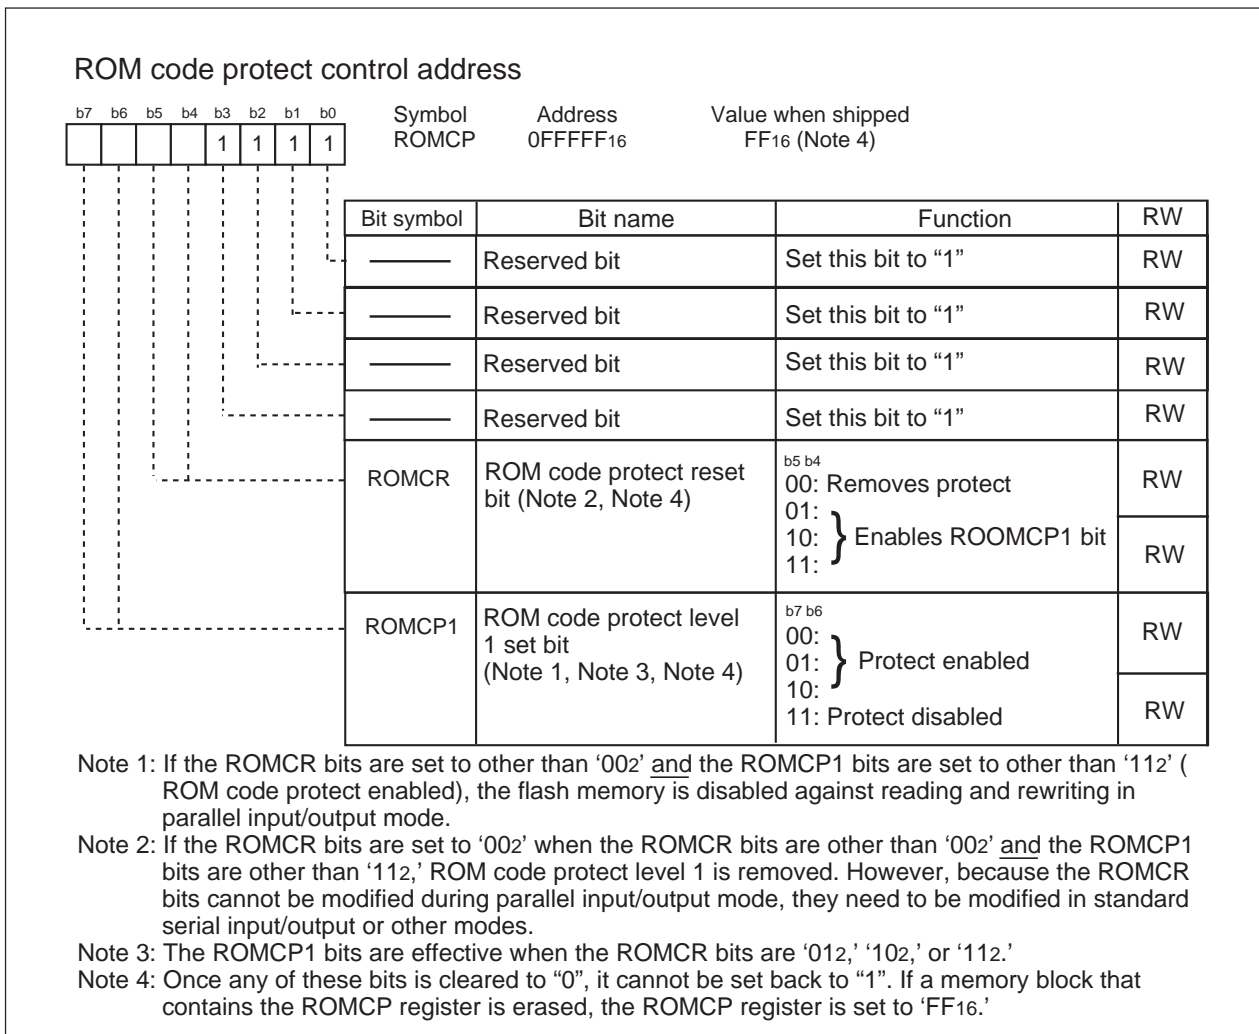 ROM code protect control address
b7 b6 b5 b4 b3 b2 b1 b0
Symbol Address Value when shipped
1 1 1 1 ROMCP 0FFFFF16 FF16 (Note 4)
Bit symbol Bit name Function RW
Reserved bit Set this bit to “1” RW
Reserved bit Set this bit to “1” RW
Reserved bit Set this bit to “1” RW
Reserved bit Set this bit to “1” RW
ROMCR ROM code protect reset bit (Note 2, Note 4)
b5 b4
00: Removes protect
01:
10: } Enables ROOMCP1 bit
11:
RW
RW
ROMCP1 ROM code protect level 1 set bit (Note 1, Note 3, Note 4)
b7 b6
00:
01: } Protect enabled
10:
11: Protect disabled
RW
RW
Note 1: If the ROMCR bits are set to other than ‘002’ and the ROMCP1 bits are set to other than ‘112’ (
ROM code protect enabled), the flash memory is disabled against reading and rewriting in
parallel input/output mode.
Note 2: If the ROMCR bits are set to ‘002’ when the ROMCR bits are other than ‘002’ and the ROMCP1
bits are other than ‘112,’ ROM code protect level 1 is removed. However, because the ROMCR
bits cannot be modified during parallel input/output mode, they need to be modified in standard
serial input/output or other modes.
Note 3: The ROMCP1 bits are effective when the ROMCR bits are ‘012,’ ‘102,’ or ‘112.’
Note 4: Once any of these bits is cleared to “0”, it cannot be set back to “1”. If a memory block that
contains the ROMCP register is erased, the ROMCP register is set to ‘FF16.’